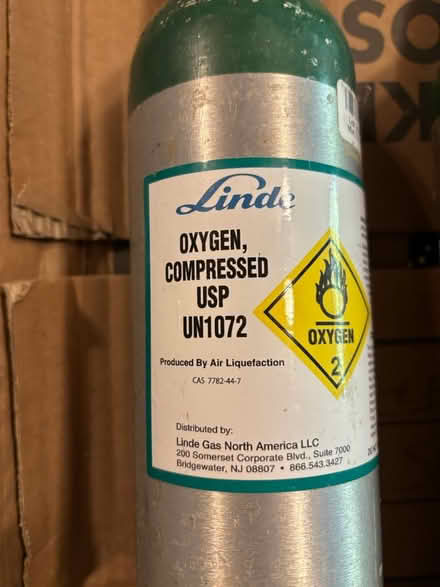 Linde
OXYGEN,
COMPRESSED
USP
UN1072
Produced By Air Liquefaction
CAS 7782-44-7
OXYGEN
2
Distributed by:
Linde Gas North America LLC
200 Somerset Corporate Blvd., Suite 7000
Bridgewater, NJ 08807 • 866.543.3427